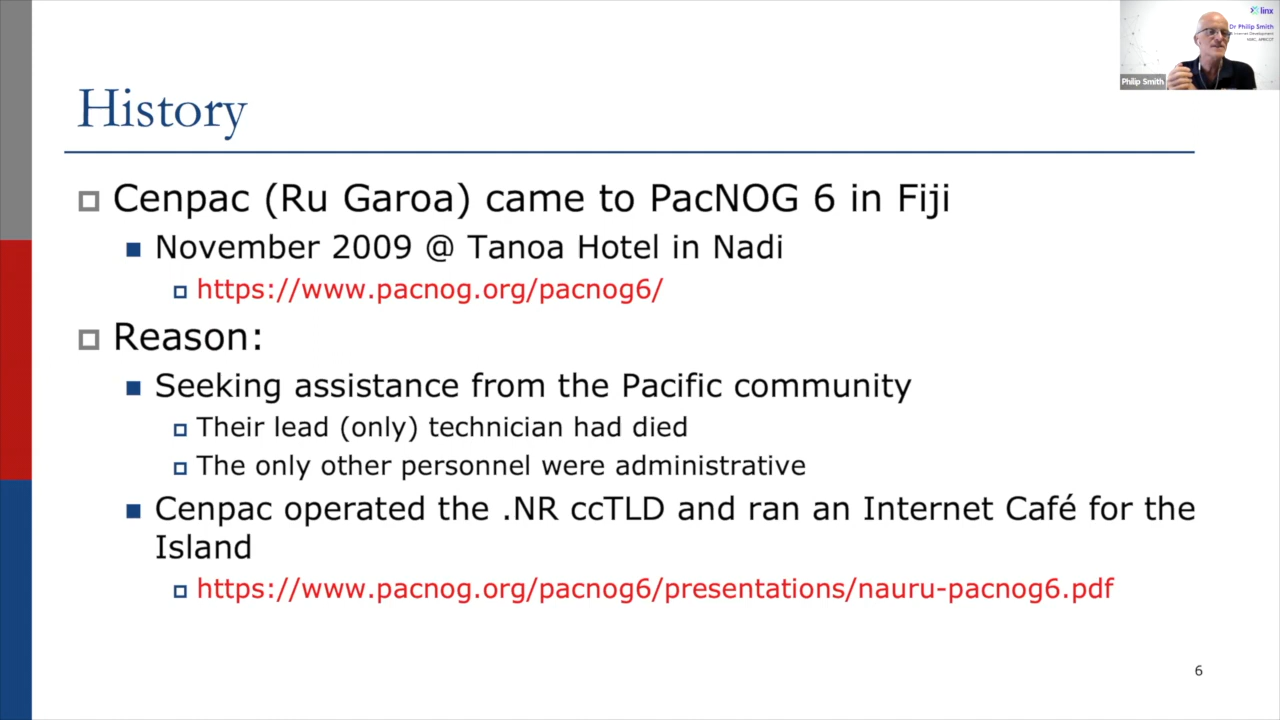 linx
Dr Philip Smith
Philip Smith
History
Cenpac (Ru Garoa) came to PacNOG 6 in Fiji
November 2009 @ Tanoa Hotel in Nadi
https://www.pacnog.org/pacnog6/
Reason:
Seeking assistance from the Pacific community
Their lead (only) technician had died
The only other personnel were administrative
Cenpac operated the .NR ccTLD and ran an Internet Café for the
Island
https://www.pacnog.org/pacnog6/presentations/nauru-pacnog6.pdf
6